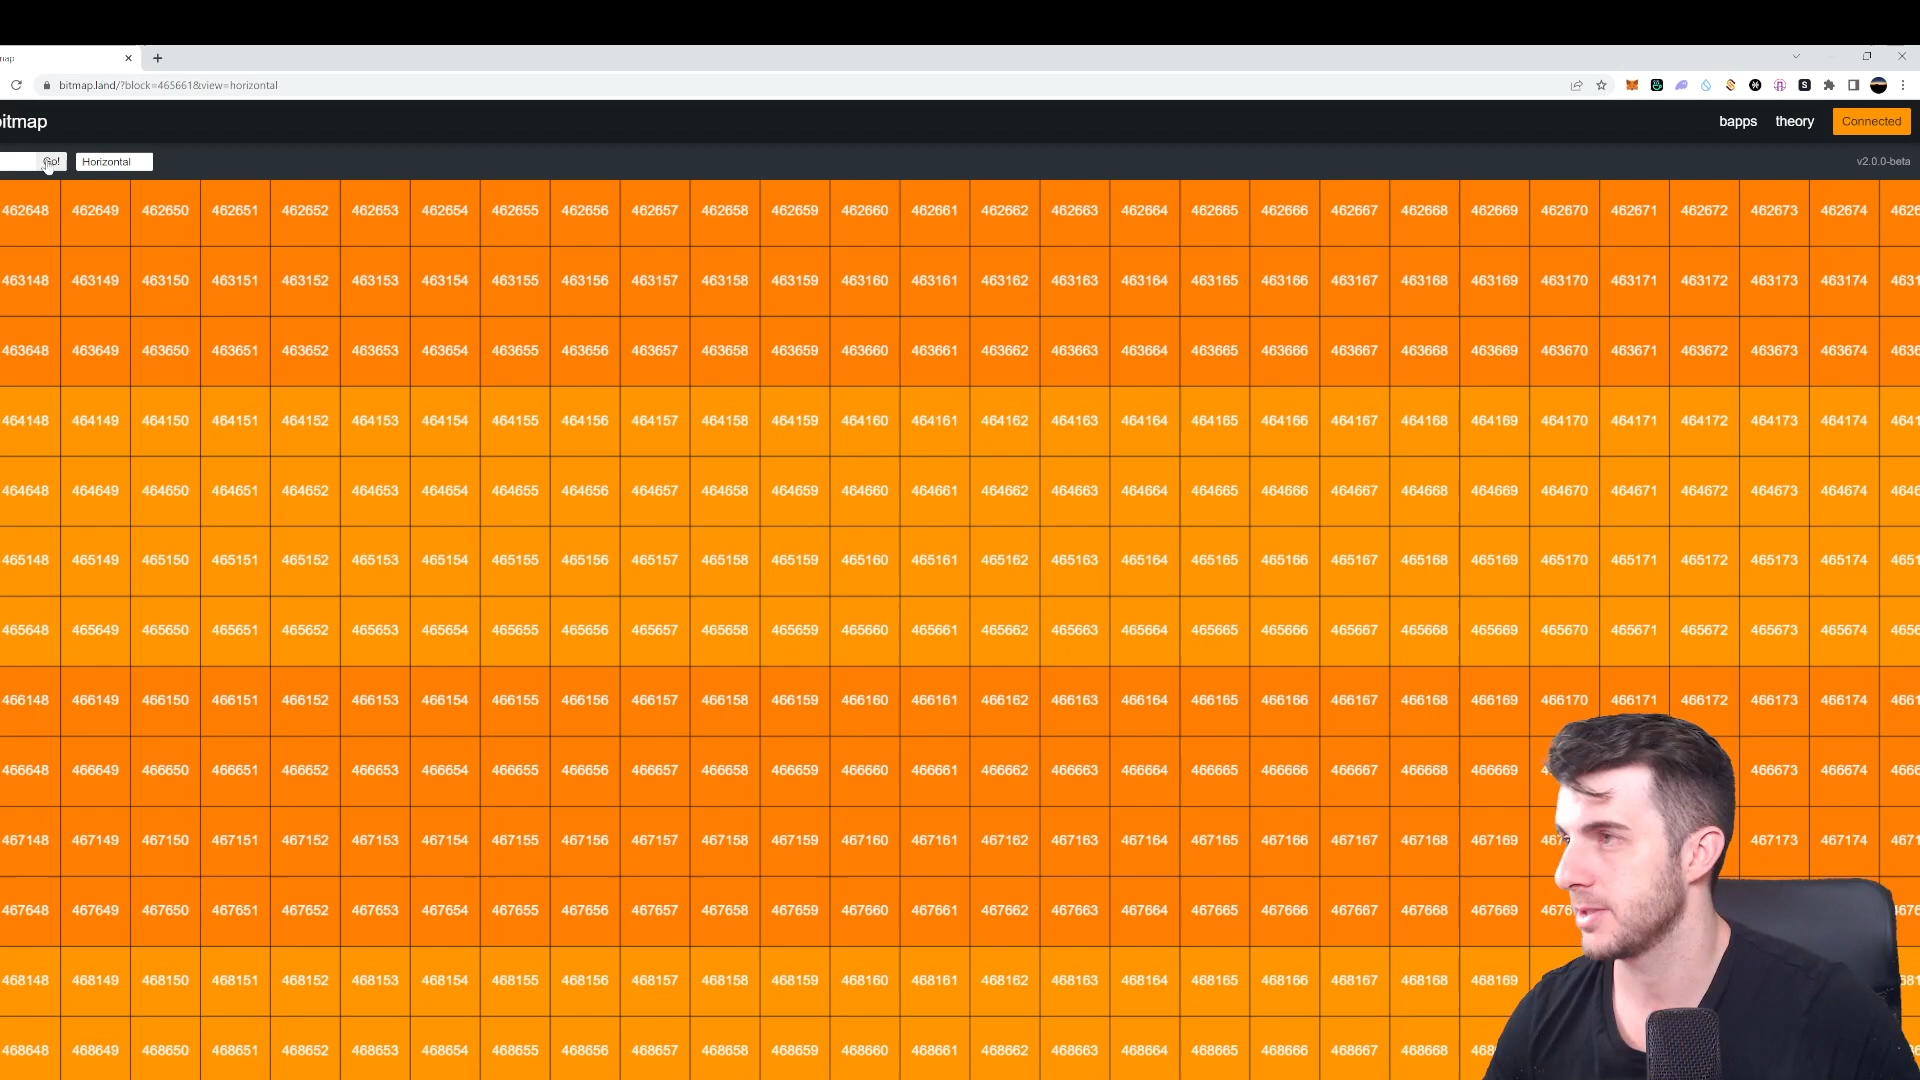 map
bitmap.land/?block=465661&view=horizontal
bitmap
bapps theory Connected
Go! Horizontal
v2.0.0-beta
462648 462649 462650 462651 462652 462653 462654 462655 462656 462657 462658 462659 462660 462661 462662 462663 462664 462665 462666 462667 462668 462669 462670 462671 462672 462673 462674 4626
463148 463149 463150 463151 463152 463153 463154 463155 463156 463157 463158 463159 463160 463161 463162 463163 463164 463165 463166 463167 463168 463169 463170 463171 463172 463173 463174 4631
463648 463649 463650 463651 463652 463653 463654 463655 463656 463657 463658 463659 463660 463661 463662 463663 463664 463665 463666 463667 463668 463669 463670 463671 463672 463673 463674 4636
464148 464149 464150 464151 464152 464153 464154 464155 464156 464157 464158 464159 464160 464161 464162 464163 464164 464165 464166 464167 464168 464169 464170 464171 464172 464173 464174 4641
464648 464649 464650 464651 464652 464653 464654 464655 464656 464657 464658 464659 464660 464661 464662 464663 464664 464665 464666 464667 464668 464669 464670 464671 464672 464673 464674 4646
465148 465149 465150 465151 465152 465153 465154 465155 465156 465157 465158 465159 465160 465161 465162 465163 465164 465165 465166 465167 465168 465169 465170 465171 465172 465173 465174 4651
465648 465649 465650 465651 465652 465653 465654 465655 465656 465657 465658 465659 465660 465661 465662 465663 465664 465665 465666 465667 465668 465669 465670 465671 465672 465673 465674 4656
466148 466149 466150 466151 466152 466153 466154 466155 466156 466157 466158 466159 466160 466161 466162 466163 466164 466165 466166 466167 466168 466169 466170 466171 466172 466173 466174 4661
466648 466649 466650 466651 466652 466653 466654 466655 466656 466657 466658 466659 466660 466661 466662 466663 466664 466665 466666 466667 466668 466669 466673 466674 4666
467148 467149 467150 467151 467152 467153 467154 467155 467156 467157 467158 467159 467160 467161 467162 467163 467164 467165 467166 467167 467168 467169 467 467173 467174 4671
467648 467649 467650 467651 467652 467653 467654 467655 467656 467657 467658 467659 467660 467661 467662 467663 467664 467665 467666 467667 467668 467669 4676 4676
468148 468149 468150 468151 468152 468153 468154 468155 468156 468157 468158 468159 468160 468161 468162 468163 468164 468165 468166 468167 468168 468169
468648 468649 468650 468651 468652 468653 468654 468655 468656 468657 468658 468659 468660 468661 468662 468663 468664 468665 468666 468667 468668 468